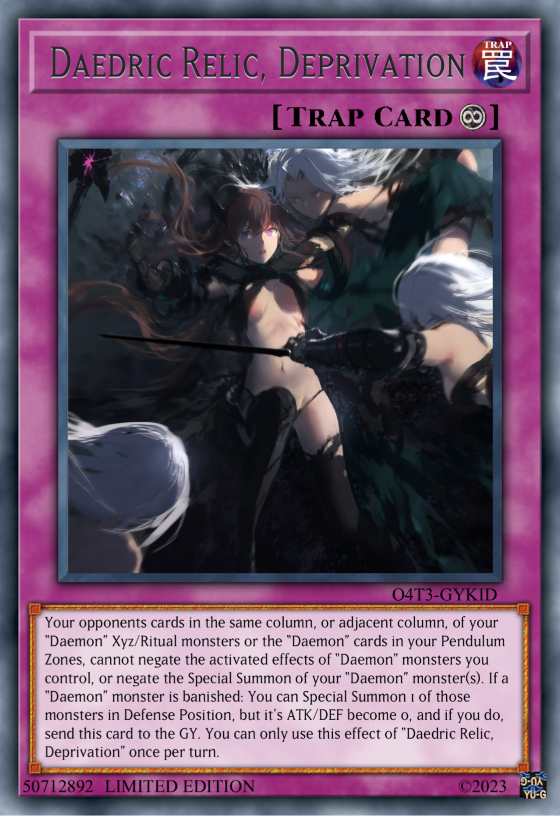 DAEDRIC RELIC, DEPRIVATION
TRAP
罠
[TRAP CARD ]
O4T3-GYKID
Your opponents cards in the same column, or adjacent column, of your
"Daemon" Xyz/Ritual monsters or the "Daemon" cards in your Pendulum
Zones, cannot negate the activated effects of "Daemon" monsters you
control, or negate the Special Summon of your "Daemon" monster(s). If a
"Daemon" monster is banished: You can Special Summon 1 of those
monsters in Defense Position, but it's ATK/DEF become 0, and if you do,
send this card to the GY. You can only use this effect of "Daedric Relic,
Deprivation" once per turn.
50712892 LIMITED EDITION ©2023
YU-G
YU-G